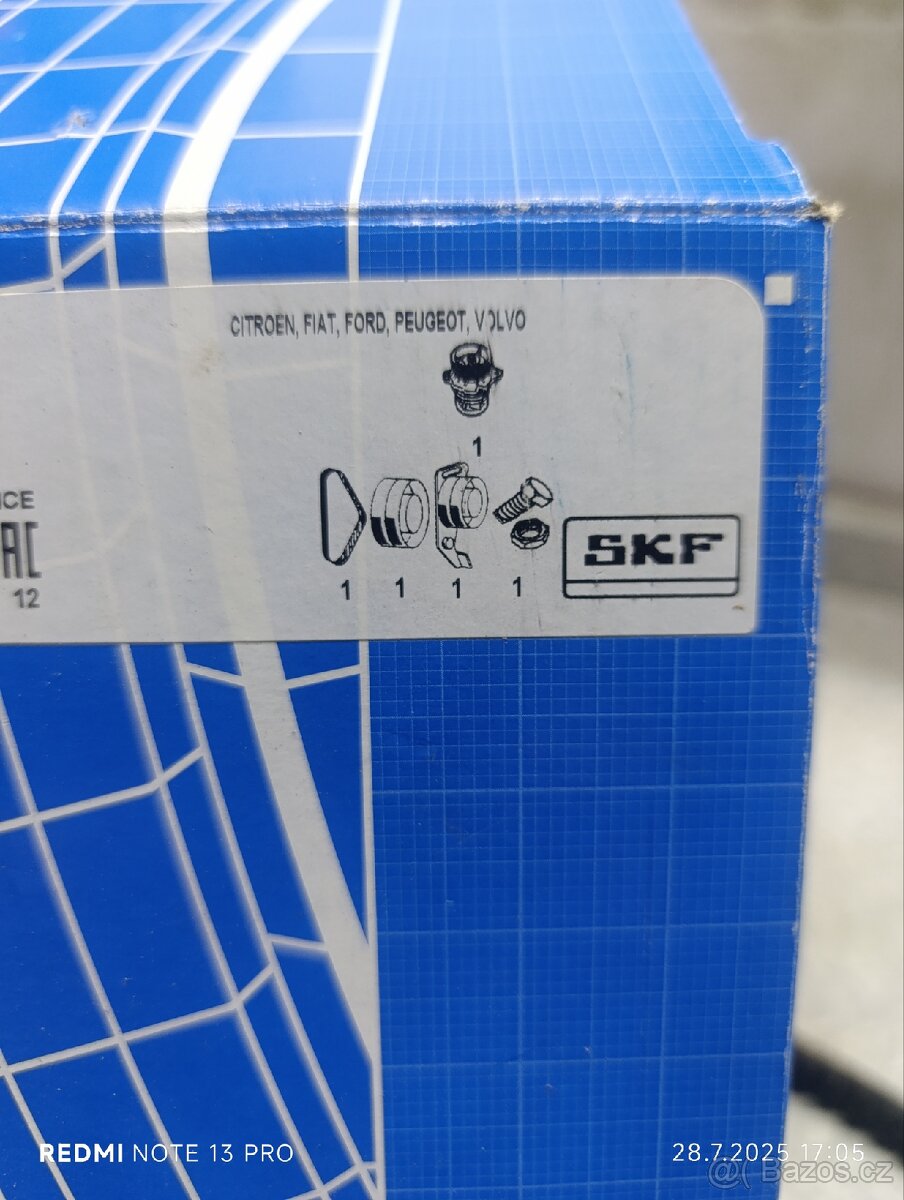 CITROEN, FIAT, FORD, PEUGEOT, VOLVO
1
ICE
EAC
SKF
12
1 1 1 1
REDMI NOTE 13 PRO
28.7.2025 17:05
@ Bazos.cz